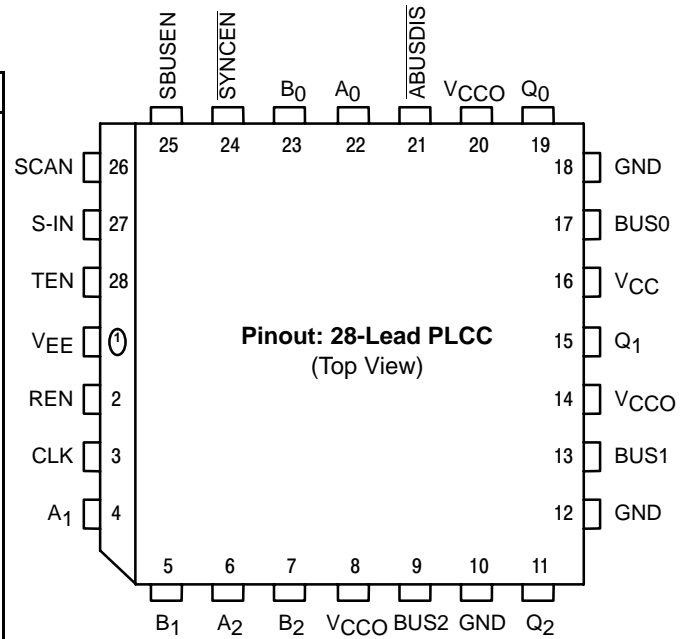 SBUSEN
SYNCEN
B0
A0
ABUSDIS
VCCO
Q0
25
24
23
22
21
20
19
SCAN 26
18 GND
S-IN 27
17 BUS0
TEN 28
16 VCC
VEE 1
Pinout: 28-Lead PLCC
(Top View)
15 Q1
REN 2
14 VCCO
CLK 3
13 BUS1
A1 4
12 GND
5 6 7 8 9 10 11
B1 A2 B2 VCCO BUS2 GND Q2